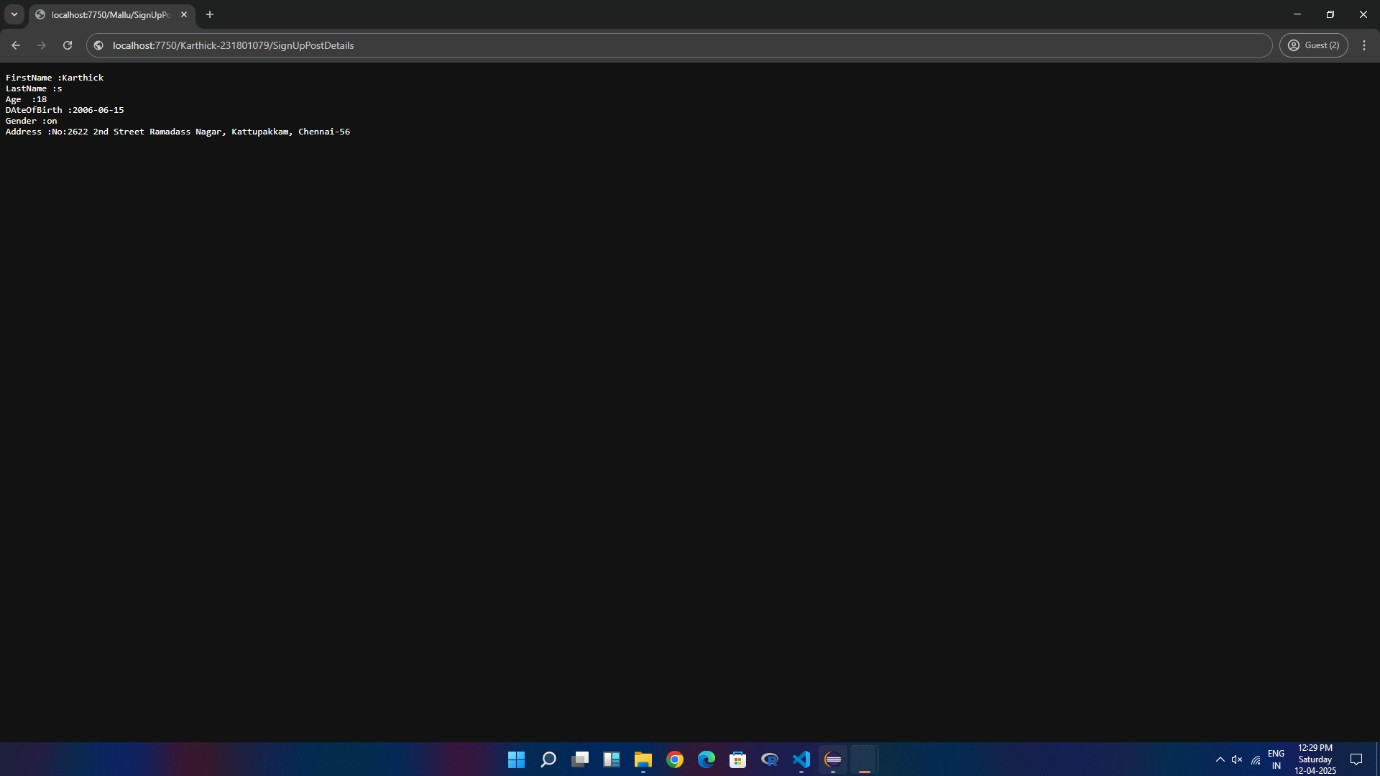 localhost:7750/Mallu/SignUpPo
localhost:7750/Karthick-231801079/SignUpPostDetails
Guest (2)
FirstName :Karthick
LastName :s
Age  :18
DAteOfBirth :2006-06-15
Gender :on
Address :No:2622 2nd Street Ramadass Nagar, Kattupakkam, Chennai-56
ENG
IN
12:29 PM
Saturday
12-04-2025